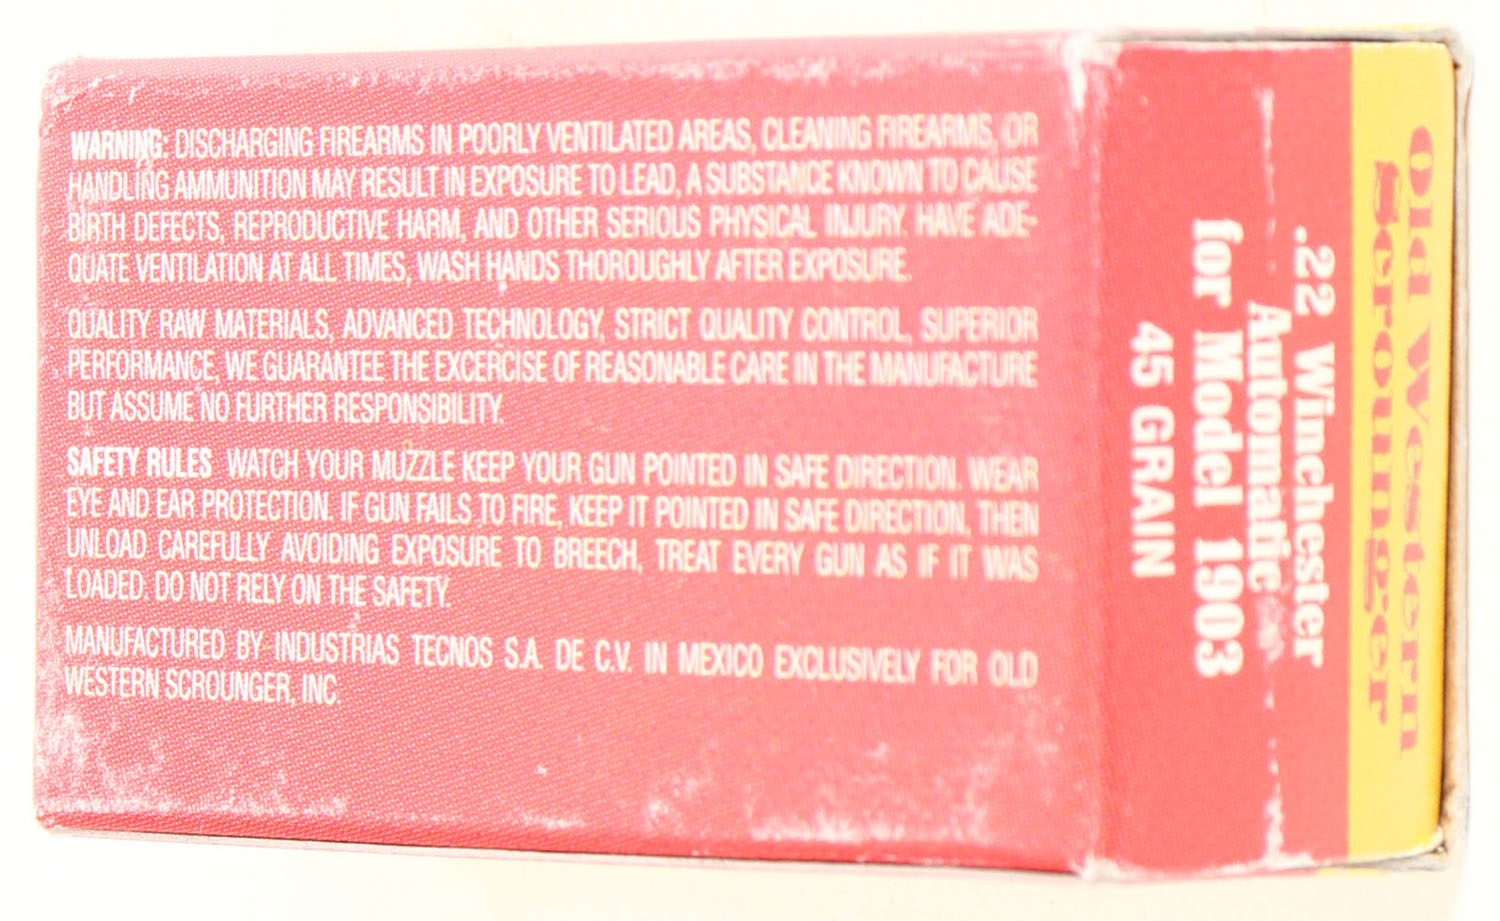 WARNING: DISCHARGING FIREARMS IN POORLY VENTILATED AREAS, CLEANING FIREARMS, OR
HANDLING AMMUNITION MAY RESULT IN EXPOSURE TO LEAD, A SUBSTANCE KNOWN TO CAUSE
BIRTH DEFECTS, REPRODUCTIVE HARM, AND OTHER SERIOUS PHYSICAL INJURY. HAVE ADE-
QUATE VENTILATION AT ALL TIMES, WASH HANDS THOROUGHLY AFTER EXPOSURE.
QUALITY RAW MATERIALS, ADVANCED TECHNOLOGY, STRICT QUALITY CONTROL, SUPERIOR
PERFORMANCE, WE GUARANTEE THE EXCERCISE OF REASONABLE CARE IN THE MANUFACTURE
BUT ASSUME NO FURTHER RESPONSIBILITY.
SAFETY RULES WATCH YOUR MUZZLE KEEP YOUR GUN POINTED IN SAFE DIRECTION. WEAR
EYE AND EAR PROTECTION. IF GUN FAILS TO FIRE, KEEP IT POINTED IN SAFE DIRECTION, THEN
UNLOAD CAREFULLY AVOIDING EXPOSURE TO BREECH, TREAT EVERY GUN AS IF IT WAS
LOADED. DO NOT RELY ON THE SAFETY.
MANUFACTURED BY INDUSTRIAS TECNOS S.A. DE C.V. IN MEXICO EXCLUSIVELY FOR OLD
WESTERN SCROUNGER, INC.
Old Western
Scrounger
.22 Winchester
Automatic
for Model 1903
45 GRAIN